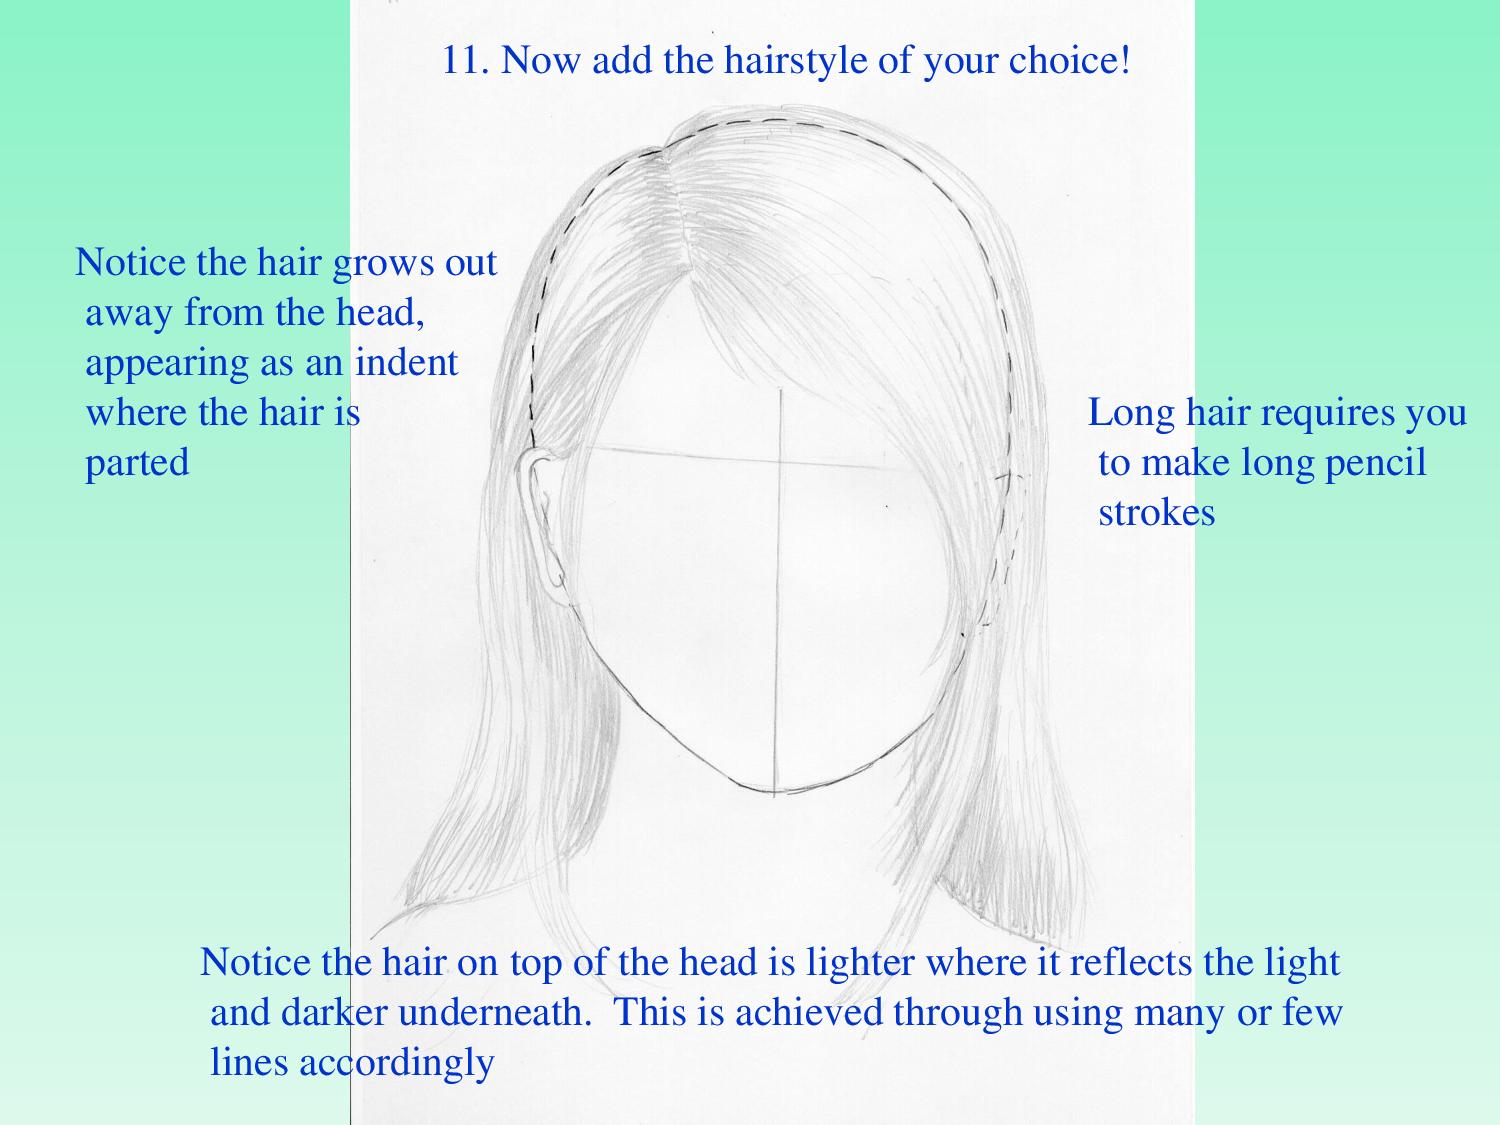 11. Now add the hairstyle of your choice!
Notice the hair grows out
away from the head,
appearing as an indent
where the hair is
parted
Long hair requires you
to make long pencil
strokes
Notice the hair on top of the head is lighter where it reflects the light
and darker underneath.  This is achieved through using many or few
lines accordingly